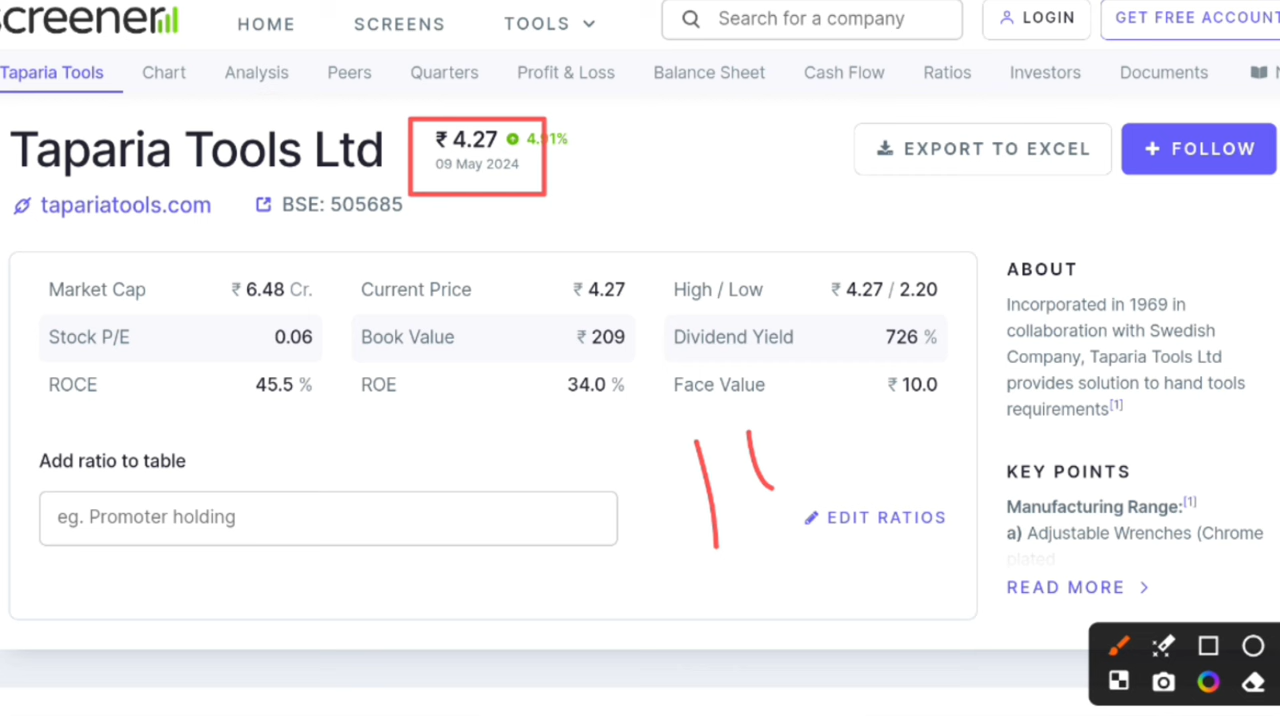 screener
HOME SCREENS TOOLS
Search for a company
LOGIN
GET FREE ACCOUNT
Taparia Tools Chart Analysis Peers Quarters Profit & Loss Balance Sheet Cash Flow Ratios Investors Documents
Taparia Tools Ltd
₹ 4.27 4.91%
09 May 2024
EXPORT TO EXCEL
+ FOLLOW
tapariatools.com BSE: 505685
Market Cap ₹ 6.48 Cr. Current Price ₹ 4.27 High / Low ₹ 4.27 / 2.20
Stock P/E 0.06 Book Value ₹ 209 Dividend Yield 726 %
ROCE 45.5 % ROE 34.0 % Face Value ₹ 10.0
Add ratio to table
eg. Promoter holding
EDIT RATIOS
ABOUT
Incorporated in 1969 in
collaboration with Swedish
Company, Taparia Tools Ltd
provides solution to hand tools
requirements[1]
KEY POINTS
Manufacturing Range:[1]
a) Adjustable Wrenches (Chrome
plated
READ MORE